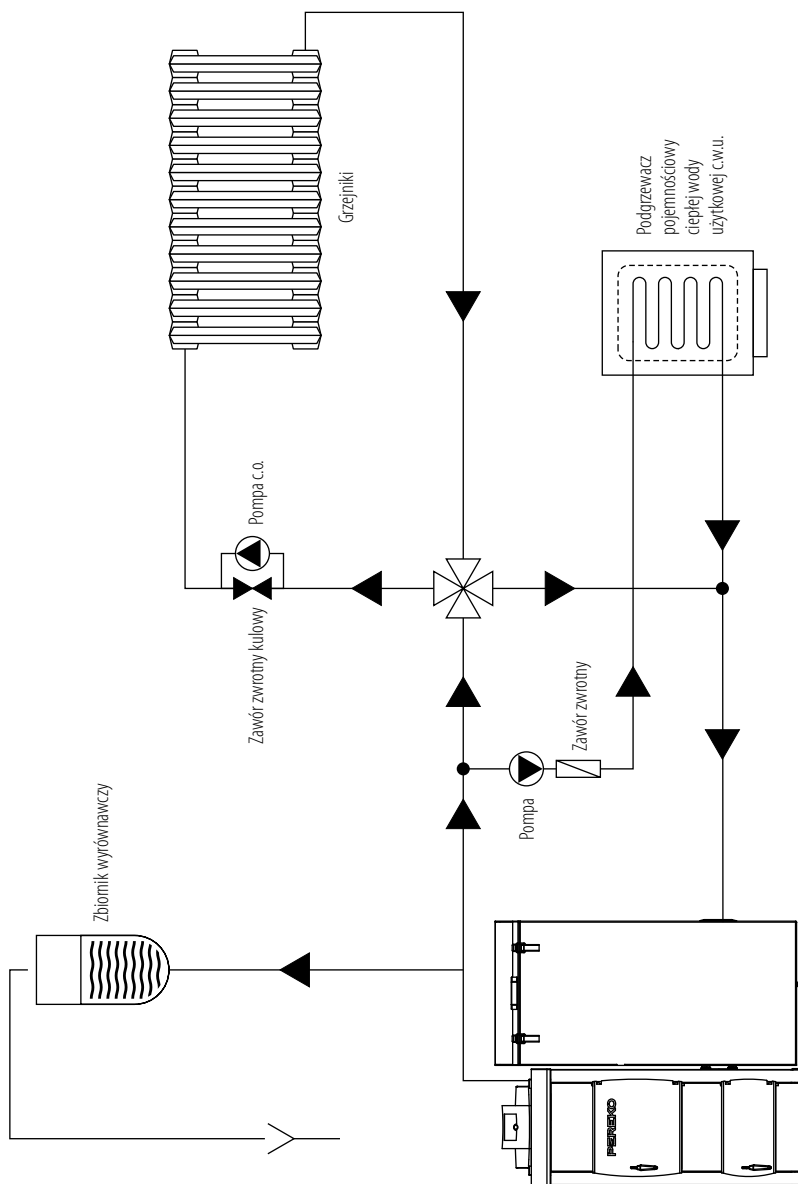 Zbiornik wyrównawczy
Zawór zwrotny kulowy
Pompa c.o.
Grzejniki
Pompa
Zawór zwrotny
Podgrzewacz
pojemnościowy
ciepłej wody
użytkowej c.w.u.
PEREKO